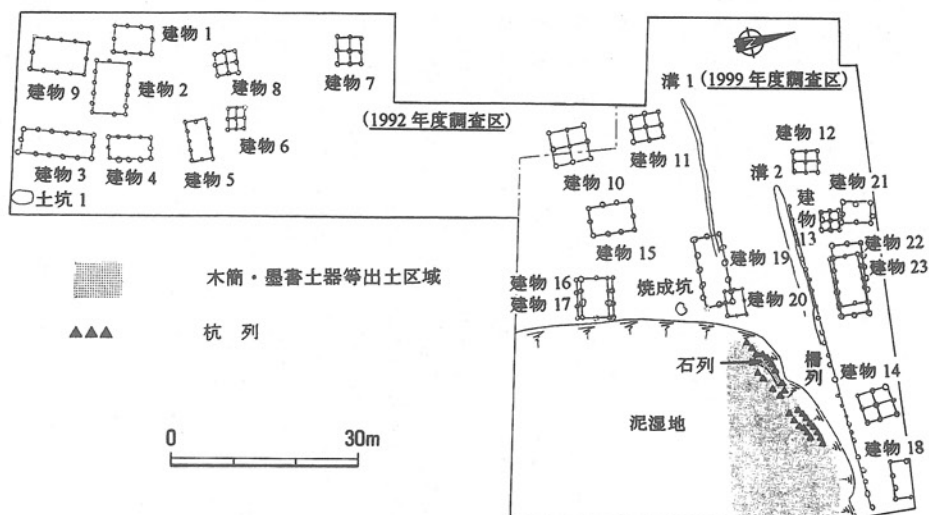 建物 1
建物 9
建物 2
建物 8
建物 7
建物 6
建物 3
建物 4
建物 5
土坑 1
(1992 年度調査区)
溝 1
(1999 年度調査区)
建物 12
建物 11
建物 10
溝 2
建物 21
建物 13
建物 15
建物 22
建物 19
建物 23
建物 16
建物 17
焼成坑
建物 20
木簡・墨書土器等出土区域
杭 列
石列
柵列
建物 14
泥湿地
建物 18
0
30m